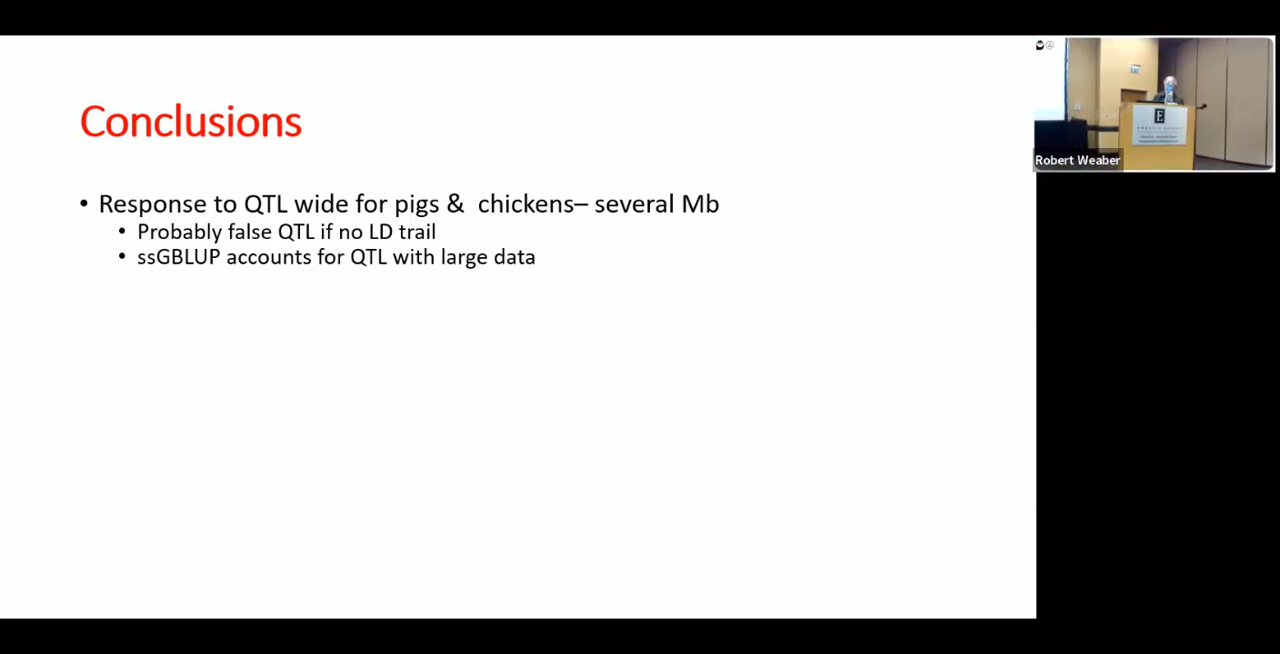 Conclusions
• Response to QTL wide for pigs & chickens– several Mb
• Probably false QTL if no LD trail
• ssGBLUP accounts for QTL with large data
E
Robert Weaber